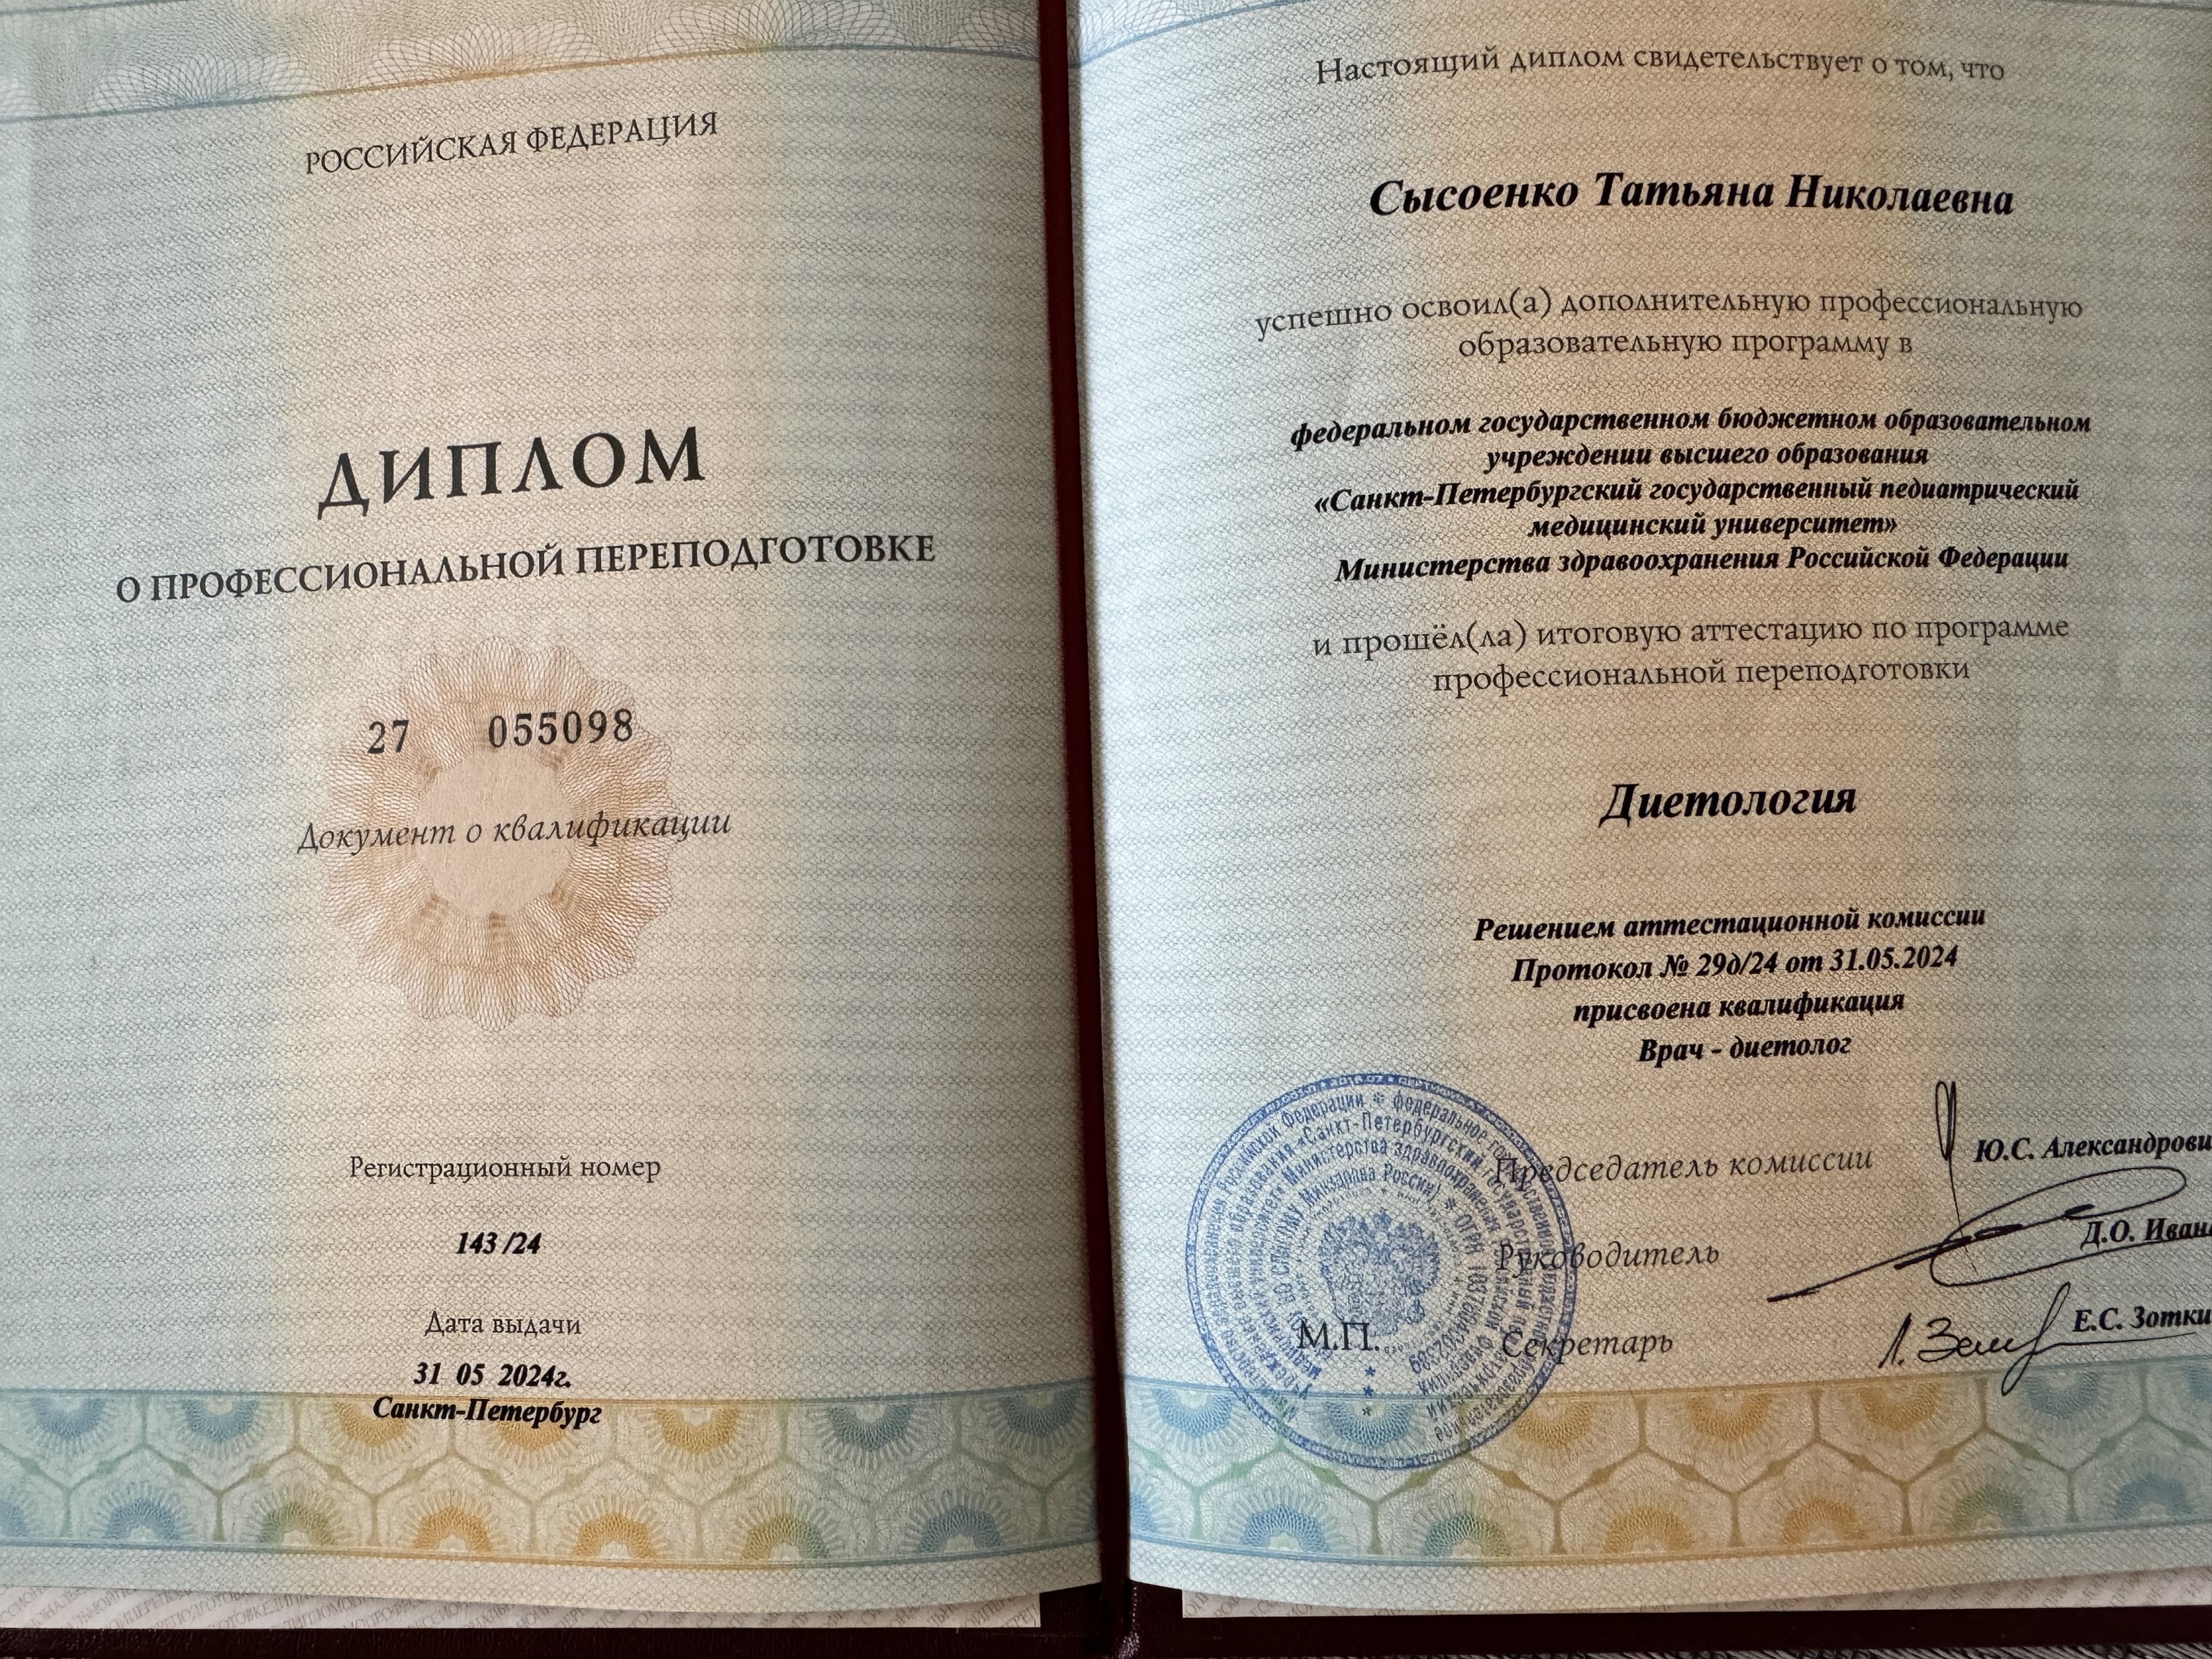 РОССИЙСКАЯ ФЕДЕРАЦИЯ
ДИПЛОМ
О ПРОФЕССИОНАЛЬНОЙ ПЕРЕПОДГОТОВКЕ
27 055098
Документ о квалификации
Регистрационный номер
143 /24
Дата выдачи
31 05 2024г.
Санкт-Петербург
Настоящий диплом свидетельствует о том, что
Сысоенко Татьяна Николаевна
успешно освоил(а) дополнительную профессиональную
образовательную программу в
федеральном государственном бюджетном образовательном
учреждении высшего образования
«Санкт-Петербургский государственный педиатрический
медицинский университет»
Министерства здравоохранения Российской Федерации
и прошёл(ла) итоговую аттестацию по программе
профессиональной переподготовки
Диетология
Решением аттестационной комиссии
Протокол № 29д/24 от 31.05.2024
присвоена квалификация
Врач - диетолог
Председатель комиссии
Ю.С. Александрови
Руководитель
Д.О. Иван
Секретарь
Е.С. Зотки
М.П.